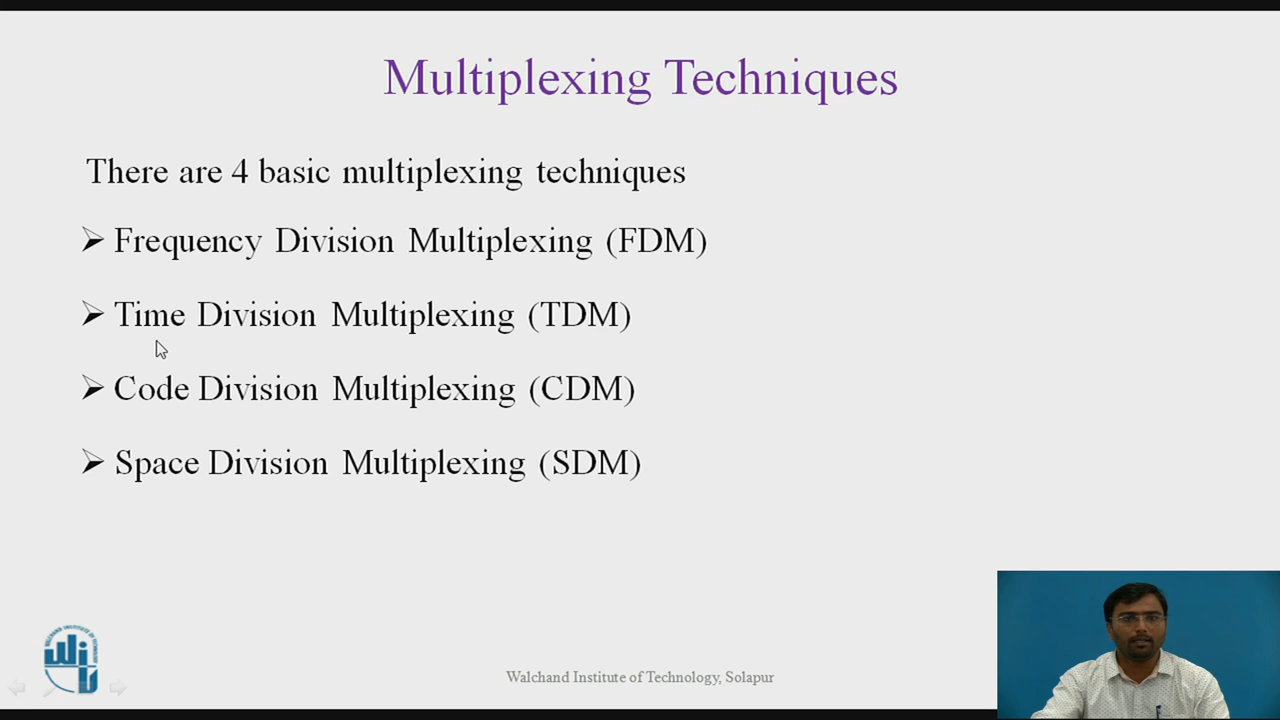 Multiplexing Techniques
There are 4 basic multiplexing techniques
➢ Frequency Division Multiplexing (FDM)
➢ Time Division Multiplexing (TDM)
➢ Code Division Multiplexing (CDM)
➢ Space Division Multiplexing (SDM)
Walchand Institute of Technology, Solapur